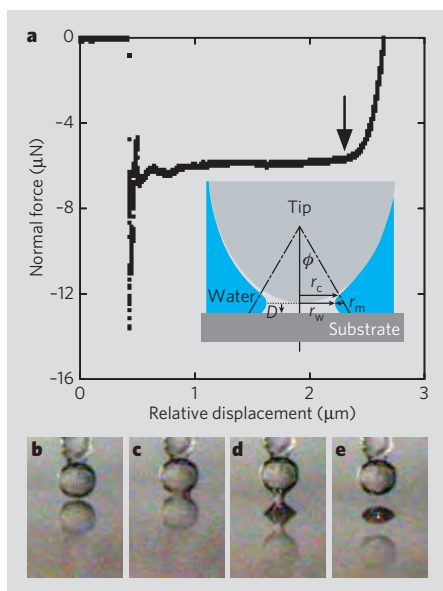 a
0
-4
-8
-12
-16
Normal force (μN)
Tip
ϕ
r_c
Water
r_m
D
r_w
Substrate
0
1
2
3
Relative displacement (μm)
b
c
d
e